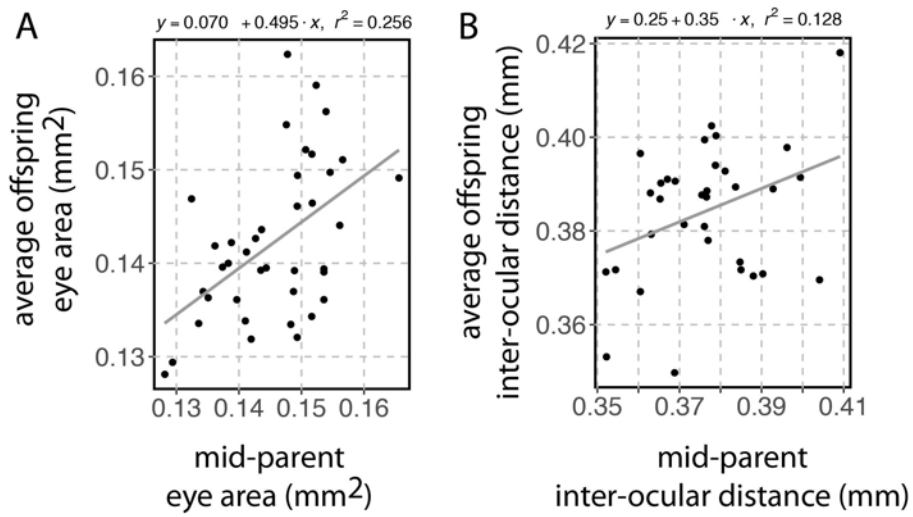 A
y = 0.070 + 0.495 · x, r² = 0.256
0.16
0.15
0.14
0.13
average offspring
eye area (mm²)
0.13 0.14 0.15 0.16
mid-parent
eye area (mm²)
B
y = 0.25 + 0.35 · x, r² = 0.128
0.42
0.40
0.38
0.36
average offspring
inter-ocular distance (mm)
0.35 0.37 0.39 0.41
mid-parent
inter-ocular distance (mm)